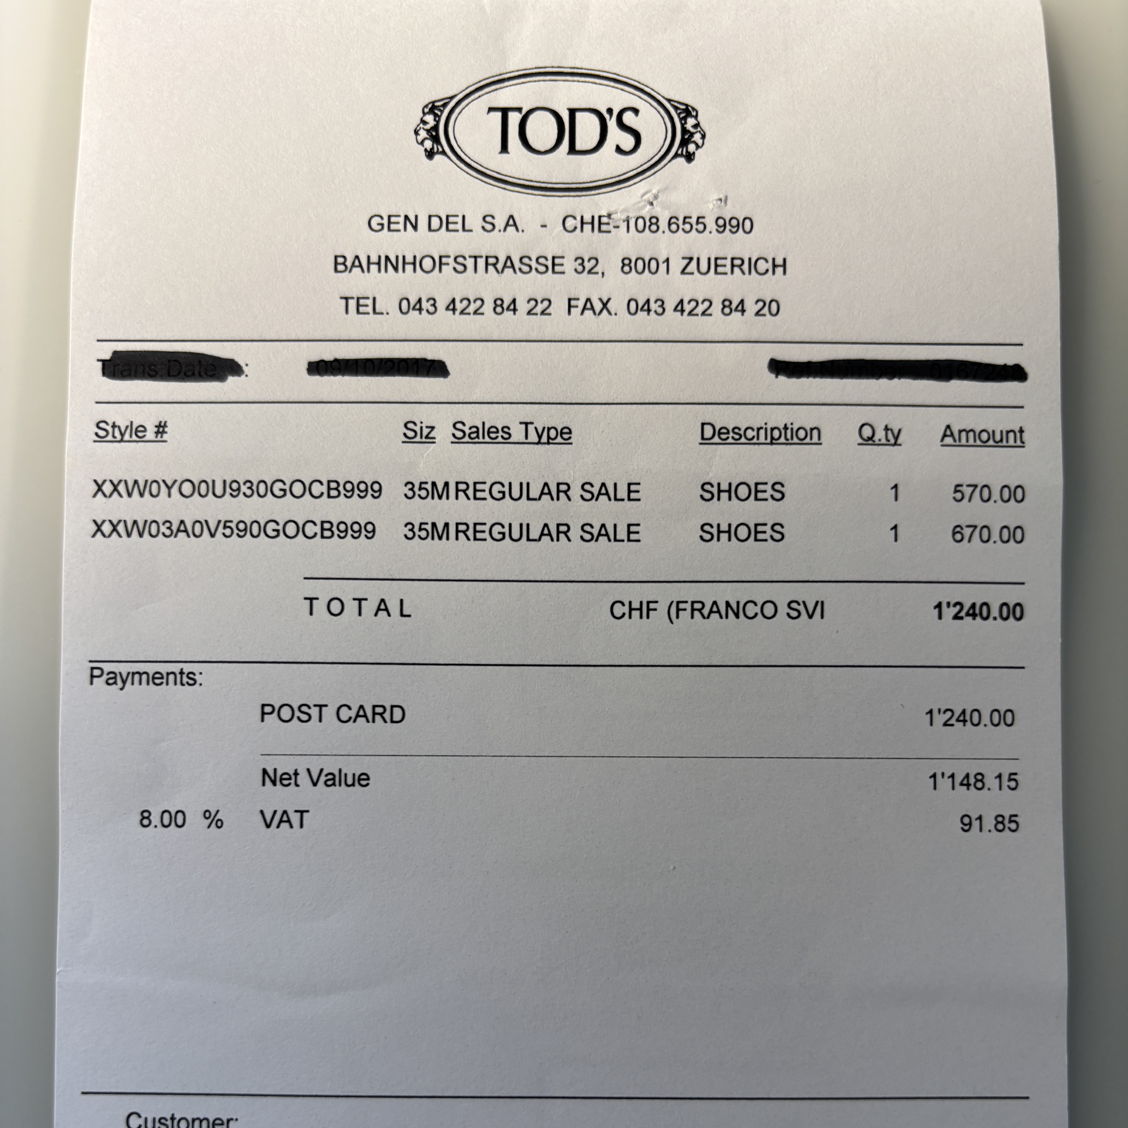 TOD'S
GEN DEL S.A. - CHE-108.655.990
BAHNHOFSTRASSE 32, 8001 ZUERICH
TEL. 043 422 84 22 FAX. 043 422 84 20
Style # Siz Sales Type Description Q.ty Amount
XXW0YO0U930GOCB999 35M REGULAR SALE SHOES 1 570.00
XXW03A0V590GOCB999 35M REGULAR SALE SHOES 1 670.00
TOTAL CHF (FRANCO SVI 1'240.00
Payments:
POST CARD 1'240.00
Net Value 1'148.15
8.00 % VAT 91.85
Customer: